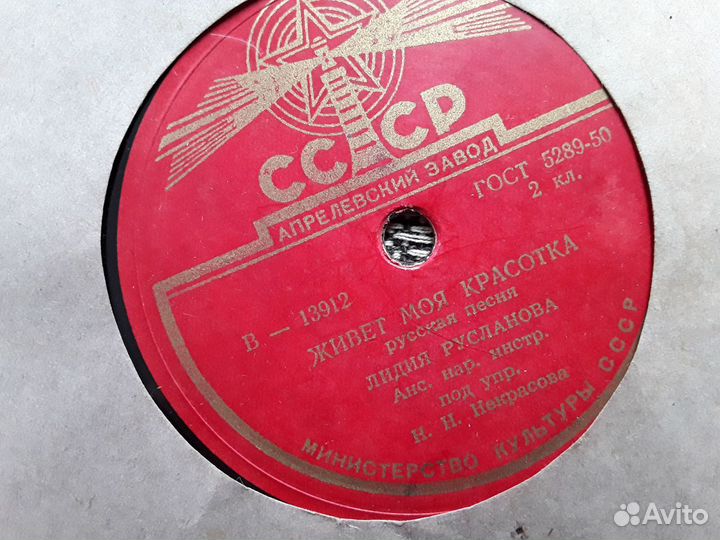 СССР
АПРЕЛЕВСКИЙ ЗАВОД
ГОСТ 5289-50
2 кл.
В — 13912
ЖИВЕТ МОЯ КРАСОТКА
русская песня
ЛИДИЯ РУСЛАНОВА
Анс. нар. инстр.
под упр.
Н. Н. Некрасова
МИНИСТЕРСТВО КУЛЬТУРЫ СССР
Avito